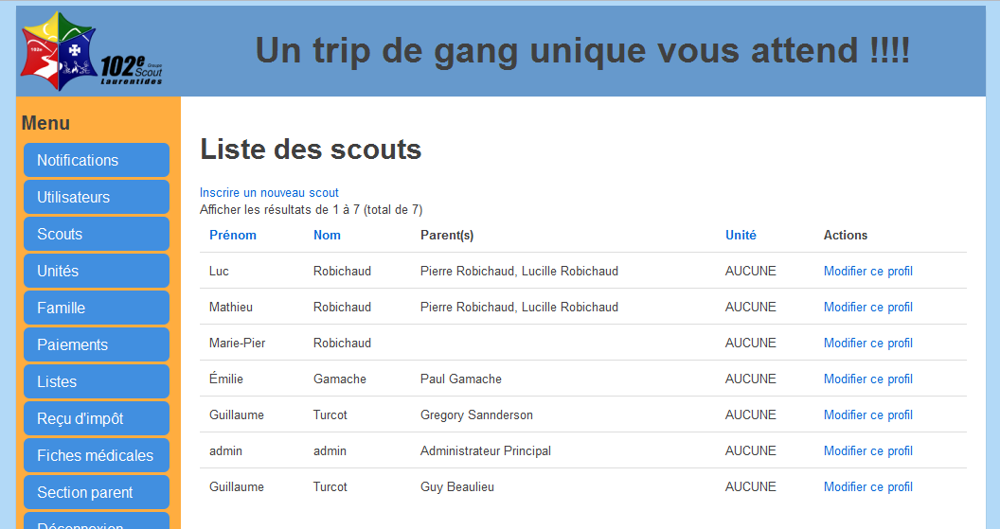 102e Groupe Scout Laurentides
Un trip de gang unique vous attend !!!!
Menu
Notifications
Utilisateurs
Scouts
Unités
Famille
Paiements
Listes
Reçu d'impôt
Fiches médicales
Section parent
Déconnexion
Liste des scouts
Inscrire un nouveau scout
Afficher les résultats de 1 à 7 (total de 7)
Prénom Nom Parent(s) Unité Actions
Luc Robichaud Pierre Robichaud, Lucille Robichaud AUCUNE Modifier ce profil
Mathieu Robichaud Pierre Robichaud, Lucille Robichaud AUCUNE Modifier ce profil
Marie-Pier Robichaud AUCUNE Modifier ce profil
Émilie Gamache Paul Gamache AUCUNE Modifier ce profil
Guillaume Turcot Gregory Sannderson AUCUNE Modifier ce profil
admin admin Administrateur Principal AUCUNE Modifier ce profil
Guillaume Turcot Guy Beaulieu AUCUNE Modifier ce profil